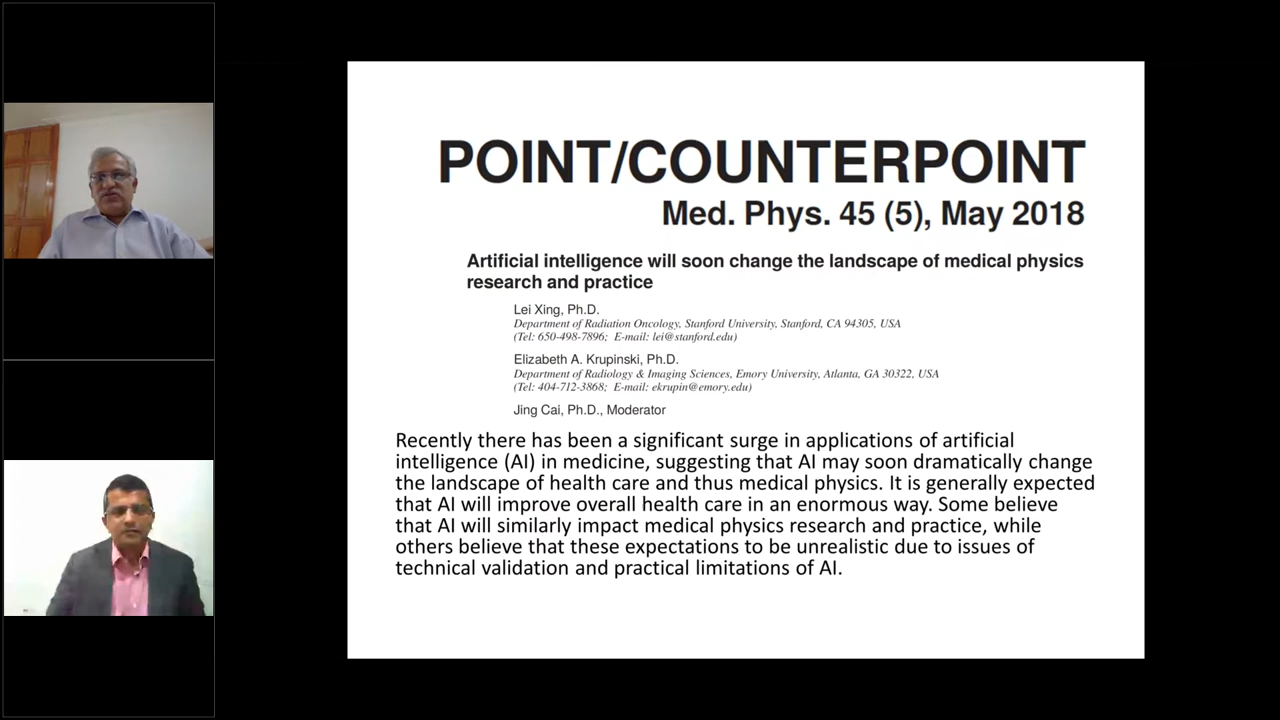 POINT/COUNTERPOINT
Med. Phys. 45 (5), May 2018
Artificial intelligence will soon change the landscape of medical physics
research and practice
Lei Xing, Ph.D.
Department of Radiation Oncology, Stanford University, Stanford, CA 94305, USA
(Tel: 650-498-7896; E-mail: lei@stanford.edu)
Elizabeth A. Krupinski, Ph.D.
Department of Radiology & Imaging Sciences, Emory University, Atlanta, GA 30322, USA
(Tel: 404-712-3868; E-mail: ekrupin@emory.edu)
Jing Cai, Ph.D., Moderator
Recently there has been a significant surge in applications of artificial
intelligence (AI) in medicine, suggesting that AI may soon dramatically change
the landscape of health care and thus medical physics. It is generally expected
that AI will improve overall health care in an enormous way. Some believe
that AI will similarly impact medical physics research and practice, while
others believe that these expectations to be unrealistic due to issues of
technical validation and practical limitations of AI.